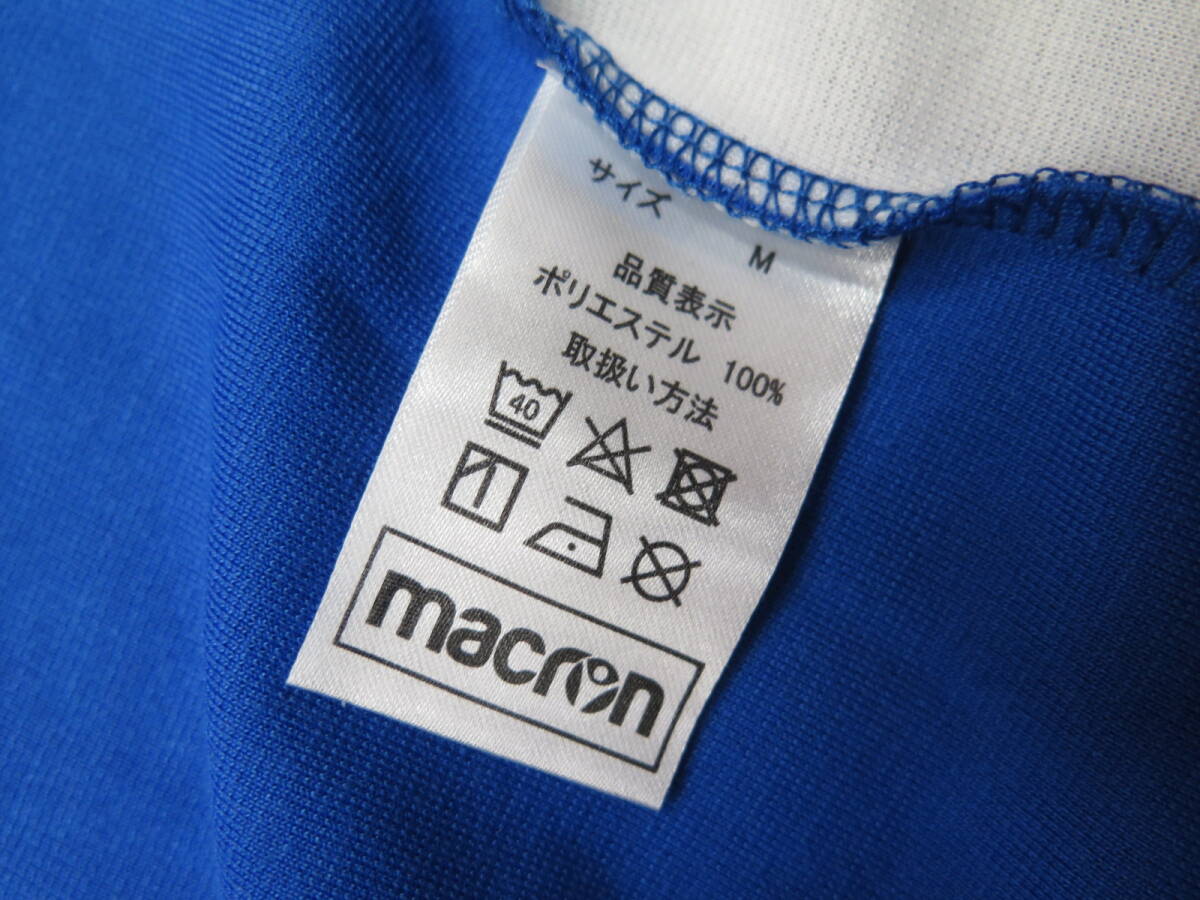 サイズ
M
品質表示
ポリエステル 100%
取扱い方法
40
macron